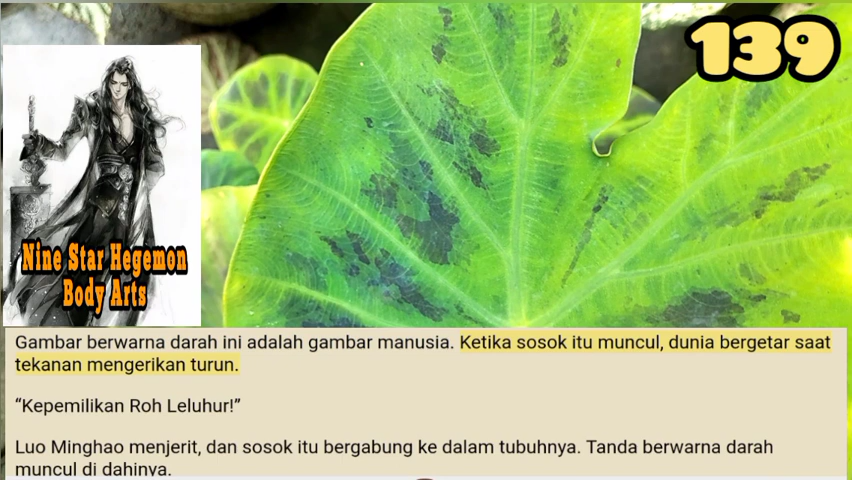 139
Nine Star Hegemon
Body Arts
Gambar berwarna darah ini adalah gambar manusia. Ketika sosok itu muncul, dunia bergetar saat
tekanan mengerikan turun.
“Kepemilikan Roh Leluhur!”
Luo Minghao menjerit, dan sosok itu bergabung ke dalam tubuhnya. Tanda berwarna darah
muncul di dahinya.